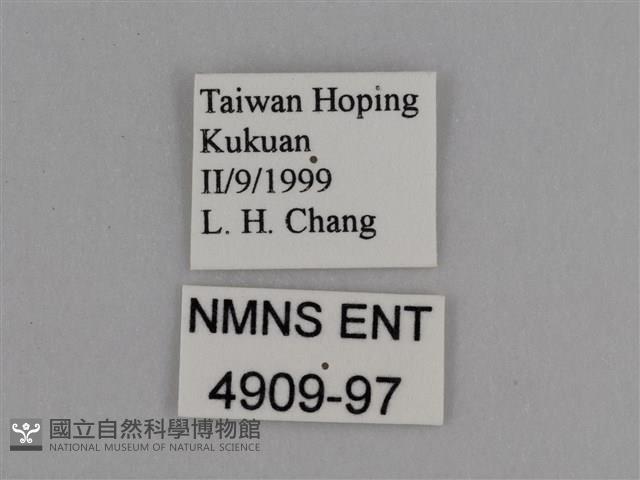 Taiwan Hoping
Kukuan
II/9/1999
L. H. Chang
NMNS ENT
4909-97
國立自然科學博物館
NATIONAL MUSEUM OF NATURAL SCIENCE